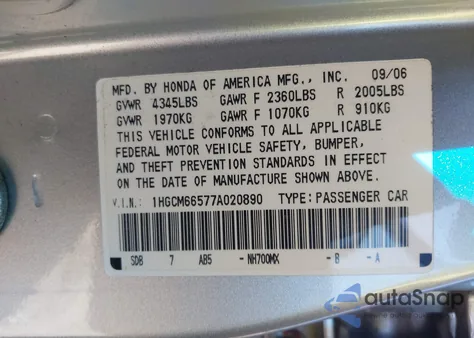 MFD. BY HONDA OF AMERICA MFG., INC. 09/06
GVWR 4345LBS GAWR F 2360LBS R 2005LBS
GVWR 1970KG GAWR F 1070KG R 910KG
THIS VEHICLE CONFORMS TO ALL APPLICABLE
FEDERAL MOTOR VEHICLE SAFETY, BUMPER,
AND THEFT PREVENTION STANDARDS IN EFFECT
ON THE DATE OF MANUFACTURE SHOWN ABOVE.
V.I.N.: 1HGCM66577A020890 TYPE: PASSENGER CAR
SDB 7 AB5 -NH700MX -B -A
autoSnap